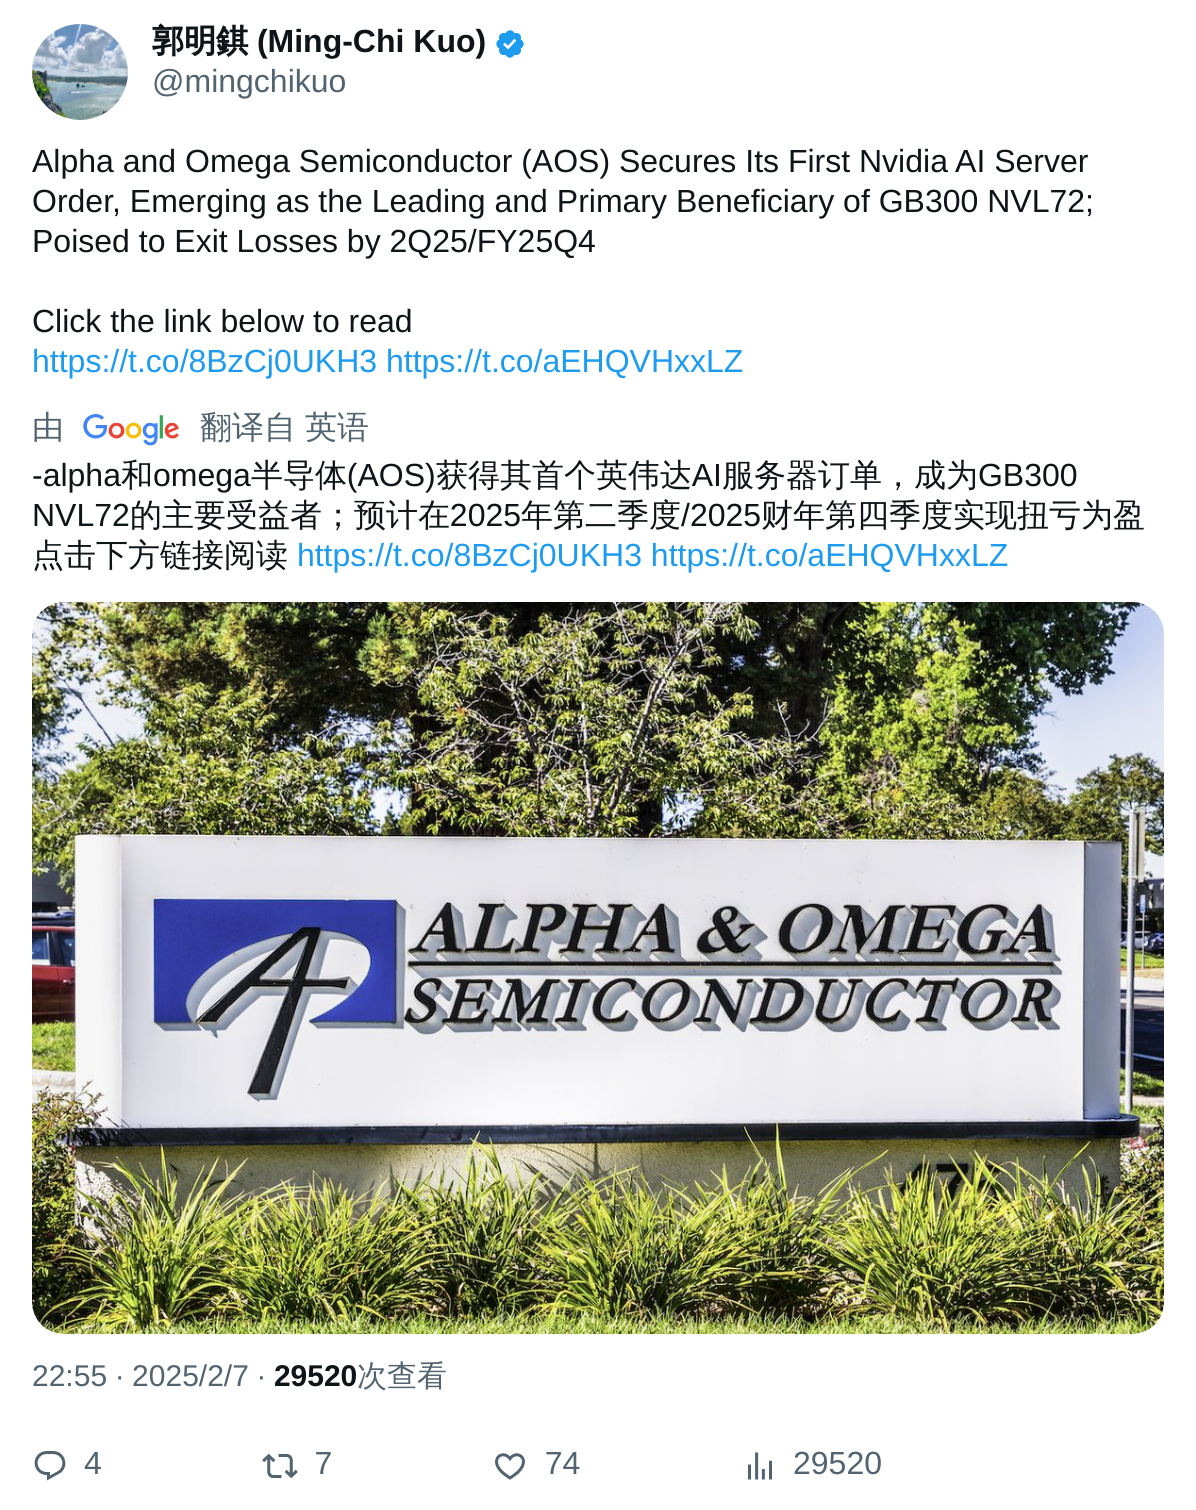 郭明錤 (Ming-Chi Kuo)
@mingchikuo
Alpha and Omega Semiconductor (AOS) Secures Its First Nvidia AI Server
Order, Emerging as the Leading and Primary Beneficiary of GB300 NVL72;
Poised to Exit Losses by 2Q25/FY25Q4
Click the link below to read
https://t.co/8BzCj0UKH3 https://t.co/aEHQVHxxLZ
由 Google 翻译自 英语
-alpha和omega半导体(AOS)获得其首个英伟达AI服务器订单，成为GB300
NVL72的主要受益者；预计在2025年第二季度/2025财年第四季度实现扭亏为盈
点击下方链接阅读 https://t.co/8BzCj0UKH3 https://t.co/aEHQVHxxLZ
ALPHA & OMEGA
SEMICONDUCTOR
22:55 · 2025/2/7 · 29520次查看
4 7 74 29520